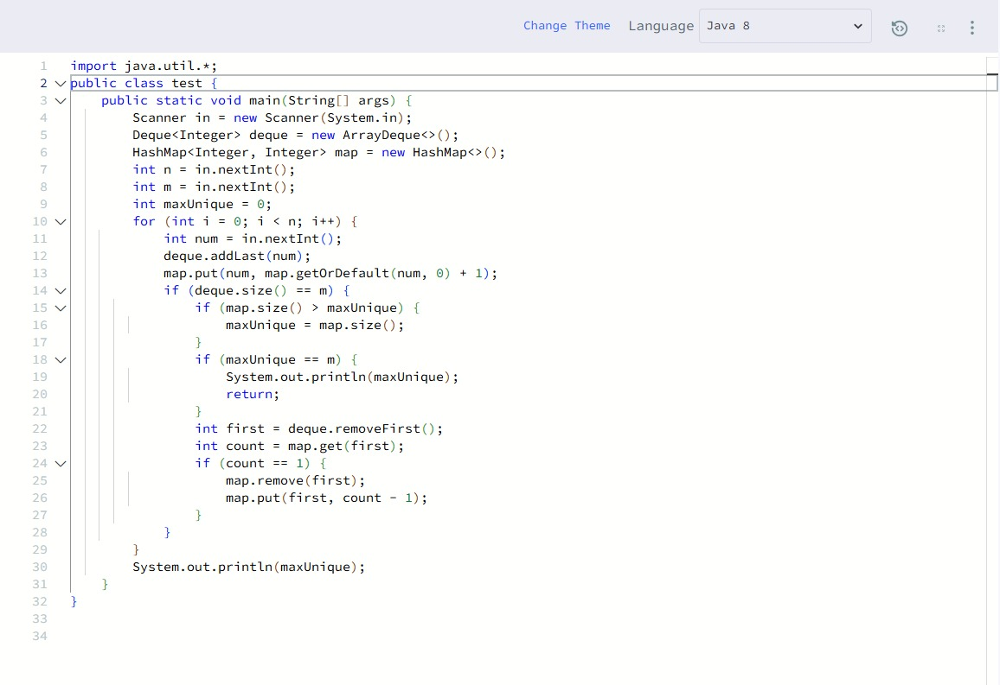 Change Theme Language Java 8
1 import java.util.*;
2 public class test {
3     public static void main(String[] args) {
4         Scanner in = new Scanner(System.in);
5         Deque<Integer> deque = new ArrayDeque<>();
6         HashMap<Integer, Integer> map = new HashMap<>();
7         int n = in.nextInt();
8         int m = in.nextInt();
9         int maxUnique = 0;
10         for (int i = 0; i < n; i++) {
11             int num = in.nextInt();
12             deque.addLast(num);
13             map.put(num, map.getOrDefault(num, 0) + 1);
14             if (deque.size() == m) {
15                 if (map.size() > maxUnique) {
16                     maxUnique = map.size();
17                 }
18                 if (maxUnique == m) {
19                     System.out.println(maxUnique);
20                     return;
21                 }
22                 int first = deque.removeFirst();
23                 int count = map.get(first);
24                 if (count == 1) {
25                     map.remove(first);
26                     map.put(first, count - 1);
27                 }
28             }
29         }
30         System.out.println(maxUnique);
31     }
32 }
33
34